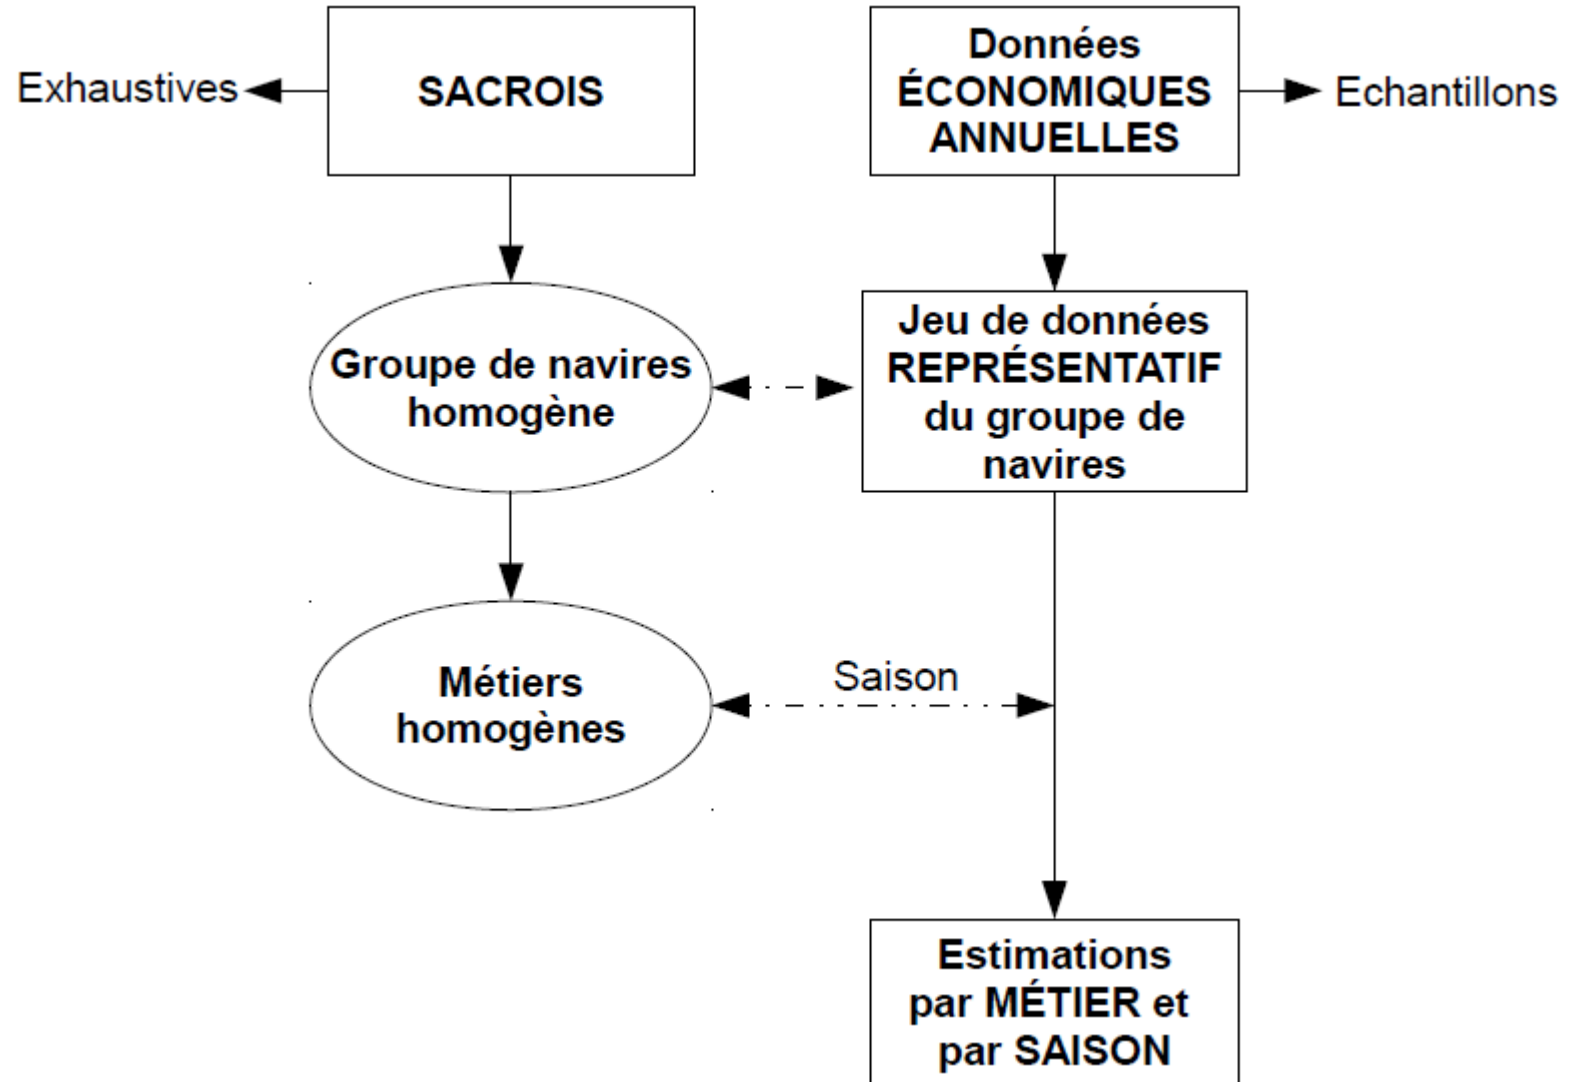 Exhaustives
SACROIS
Données
ÉCONOMIQUES
ANNUELLES
Echantillons
Groupe de navires
homogène
Jeu de données
REPRÉSENTATIF
du groupe de
navires
Métiers
homogènes
Saison
Estimations
par MÉTIER et
par SAISON